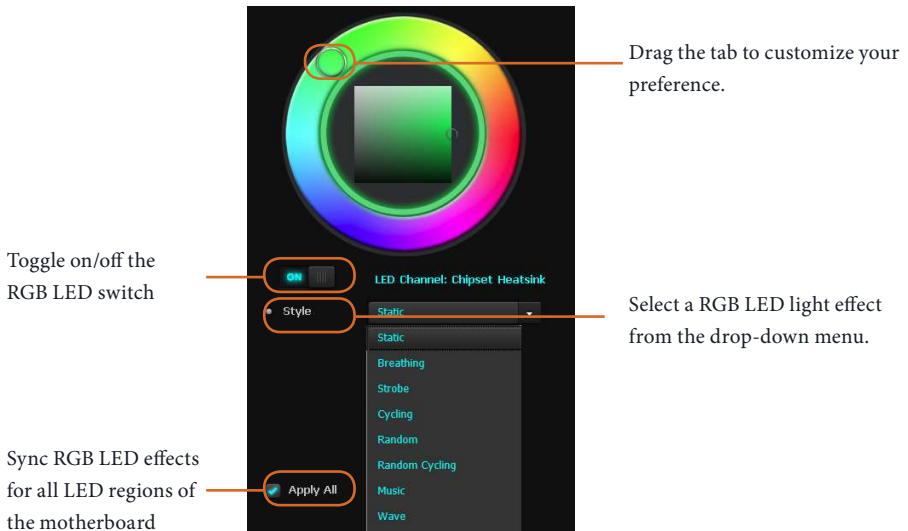 Drag the tab to customize your
preference.
Toggle on/off the
RGB LED switch
ON
LED Channel: Chipset Heatsink
Style
Static
Select a RGB LED light effect
from the drop-down menu.
Static
Breathing
Strobe
Cycling
Random
Random Cycling
Music
Wave
Sync RGB LED effects
for all LED regions of
the motherboard
Apply All